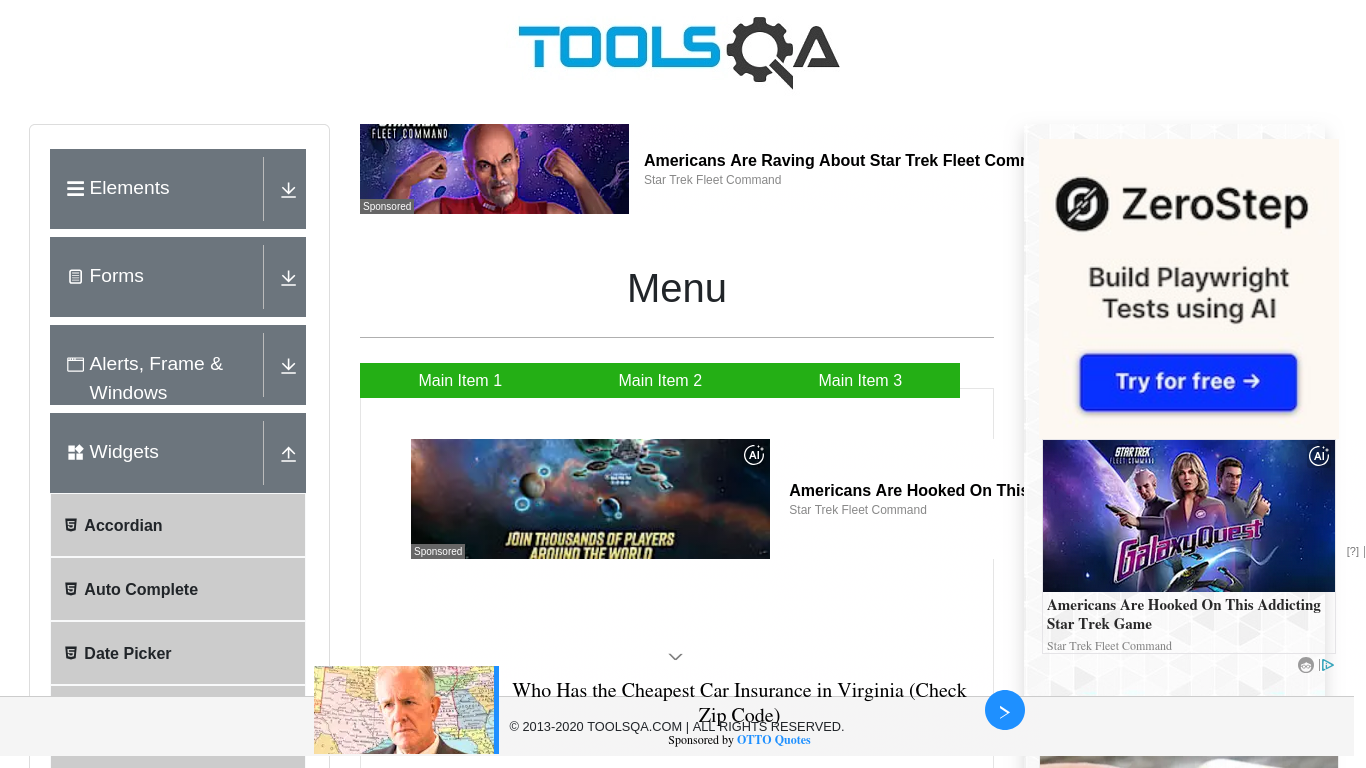 TOOLSQA
Elements
Forms
Alerts, Frame &
Windows
Widgets
Accordian
Auto Complete
Date Picker
FLEET COMMAND
Sponsored
Americans Are Raving About Star Trek Fleet Comm
Star Trek Fleet Command
Menu
Main Item 1
Main Item 2
Main Item 3
AI
JOIN THOUSANDS OF PLAYERS
AROUND THE WORLD
Sponsored
Americans Are Hooked On This
Star Trek Fleet Command
ZeroStep
Build Playwright
Tests using AI
Try for free →
STAR TREK
FLEET COMMAND
AI
GalaxyQuest
Americans Are Hooked On This Addicting
Star Trek Game
Star Trek Fleet Command
[?] |
Who Has the Cheapest Car Insurance in Virginia (Check
Zip Code)
© 2013-2020 TOOLSQA.COM | ALL RIGHTS RESERVED.
Sponsored by OTTO Quotes